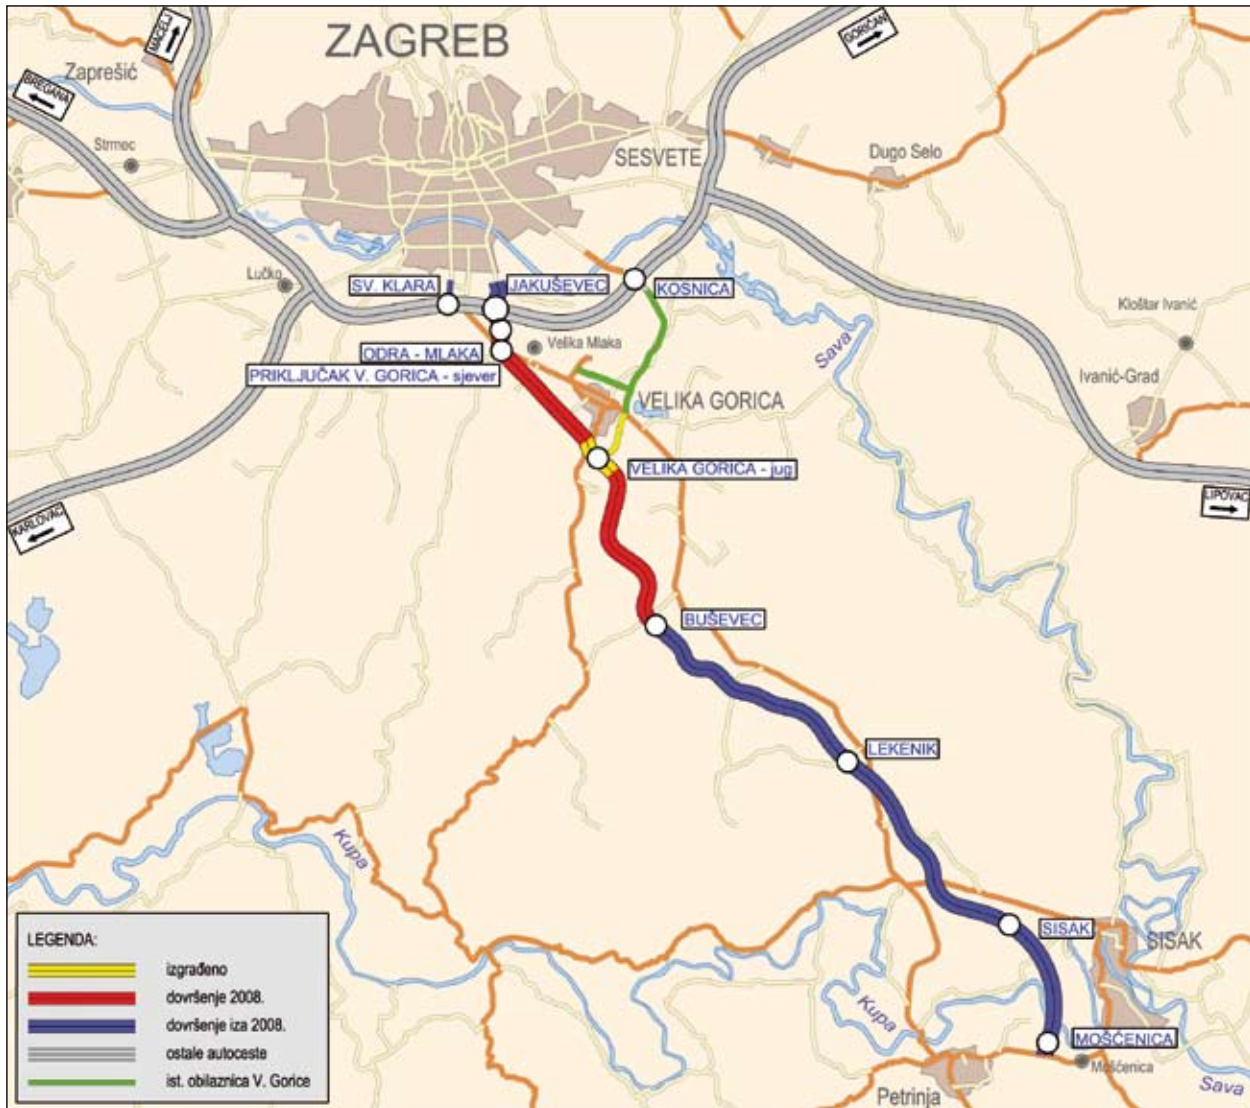 MACELJ
GORIČAN
ZAGREB
Zaprešić
BREGANA
Strmec
SESVETE
Dugo Selo
Lučko
SV. KLARA
JAKUŠEVEC
KOSNICA
Kloštar Ivanić
Sava
Velika Mlaka
ODRA - MLAKA
PRIKLJUČAK V. GORICA - sjever
Ivanić-Grad
VELIKA GORICA
VELIKA GORICA - jug
LIPOVAC
KARLOVAC
BUŠEVEC
LEKENIK
Kupa
SISAK
SISAK
Kupa
MOŠĆENICA
Mošćenica
Sava
Petrinja
LEGENDA:
izgrađeno
dovršenje 2008.
dovršenje iza 2008.
ostale autoceste
ist. obilaznica V. Gorice